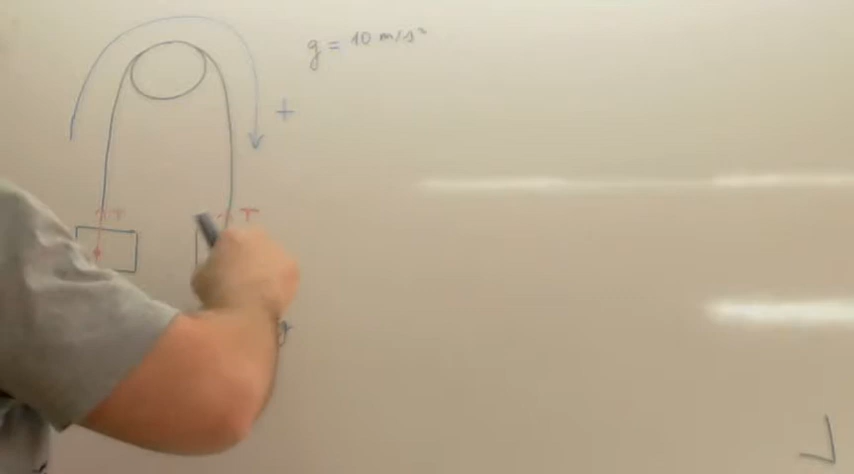 g = 10 m/s²
+
T T
g